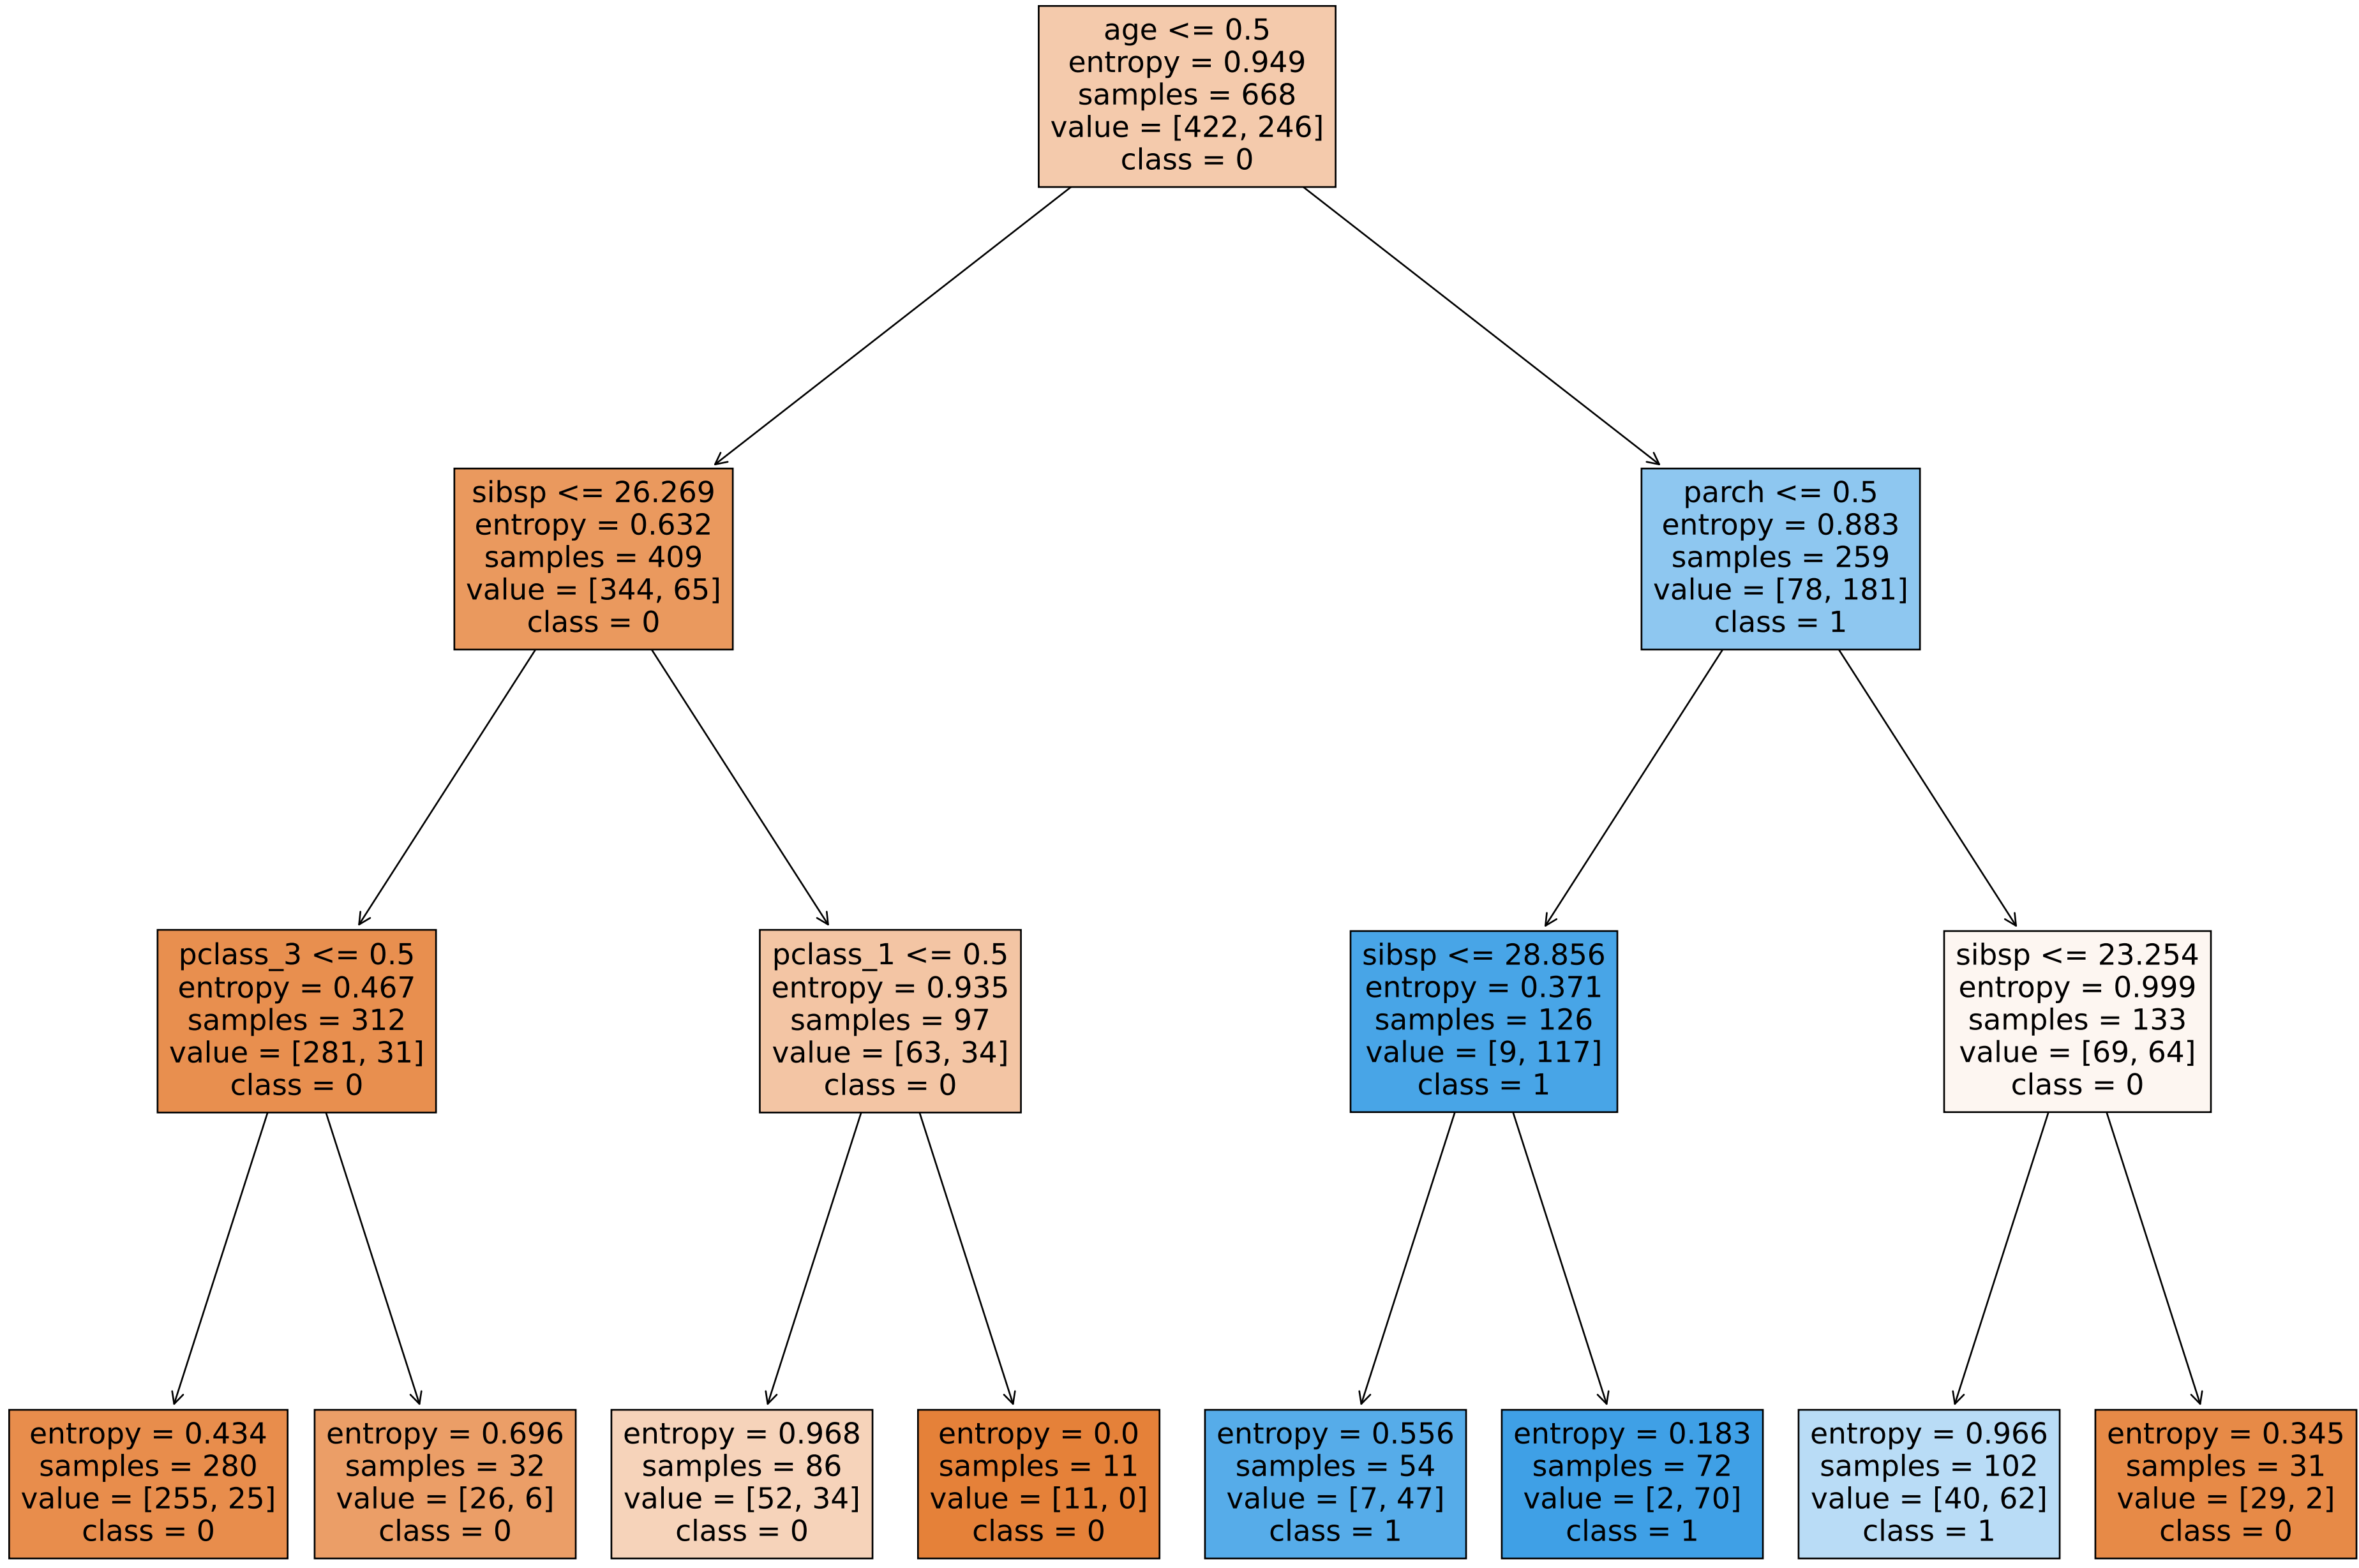 age <= 0.5
entropy = 0.949
samples = 668
value = [422, 246]
class = 0
sibsp <= 26.269
entropy = 0.632
samples = 409
value = [344, 65]
class = 0
parch <= 0.5
entropy = 0.883
samples = 259
value = [78, 181]
class = 1
pclass_3 <= 0.5
entropy = 0.467
samples = 312
value = [281, 31]
class = 0
pclass_1 <= 0.5
entropy = 0.935
samples = 97
value = [63, 34]
class = 0
sibsp <= 28.856
entropy = 0.371
samples = 126
value = [9, 117]
class = 1
sibsp <= 23.254
entropy = 0.999
samples = 133
value = [69, 64]
class = 0
entropy = 0.434
samples = 280
value = [255, 25]
class = 0
entropy = 0.696
samples = 32
value = [26, 6]
class = 0
entropy = 0.968
samples = 86
value = [52, 34]
class = 0
entropy = 0.0
samples = 11
value = [11, 0]
class = 0
entropy = 0.556
samples = 54
value = [7, 47]
class = 1
entropy = 0.183
samples = 72
value = [2, 70]
class = 1
entropy = 0.966
samples = 102
value = [40, 62]
class = 1
entropy = 0.345
samples = 31
value = [29, 2]
class = 0